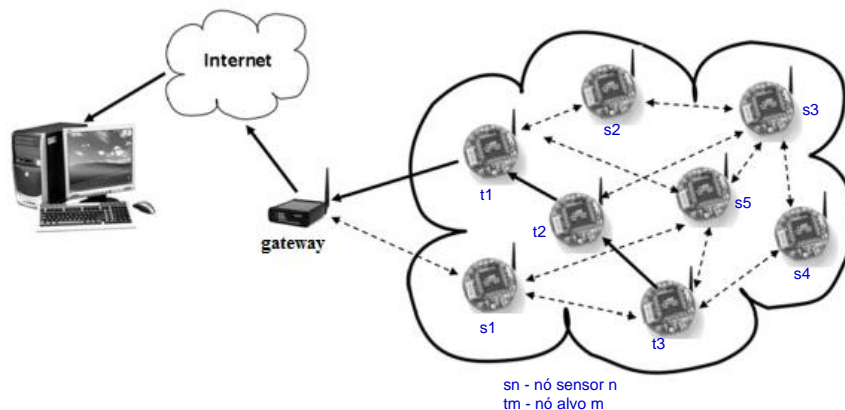 Internet
s3
s2
t1
s5
t2
gateway
s4
s1
t3
sn - nó sensor n
tm - nó alvo m